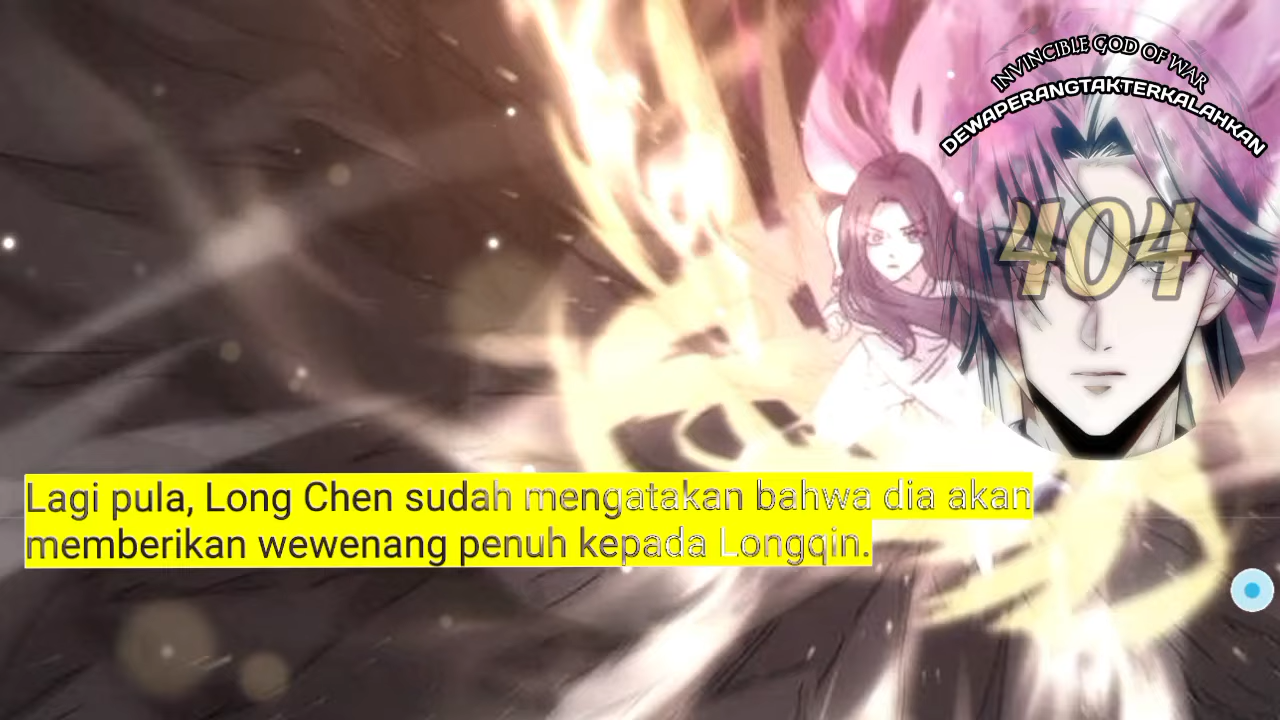 INVINCIBLE GOD OF WAR
DEWAPERANGTAKTERKALAHKAN
404
Lagi pula, Long Chen sudah mengatakan bahwa dia akan
memberikan wewenang penuh kepada Longqin.